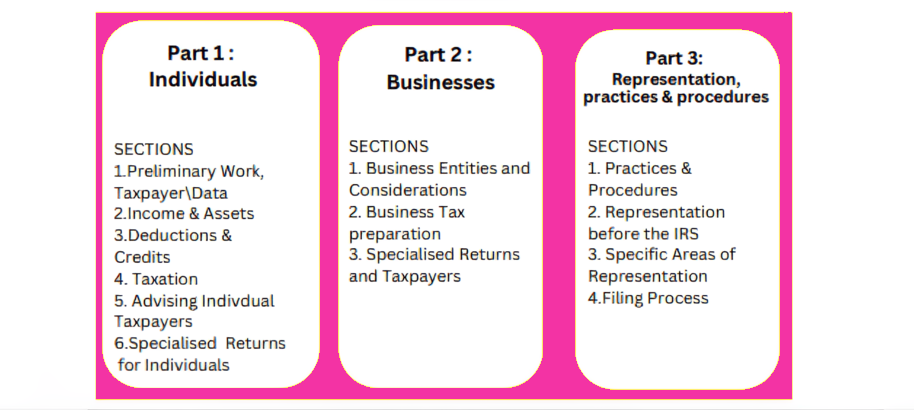 Part 1 :
Individuals
SECTIONS
1.Preliminary Work,
Taxpayer\Data
2.Income & Assets
3.Deductions &
Credits
4. Taxation
5. Advising Indivdual
Taxpayers
6.Specialised Returns
for Individuals
Part 2 :
Businesses
SECTIONS
1. Business Entities and
Considerations
2. Business Tax
preparation
3. Specialised Returns
and Taxpayers
Part 3:
Representation,
practices & procedures
SECTIONS
1. Practices &
Procedures
2. Representation
before the IRS
3. Specific Areas of
Representation
4.Filing Process